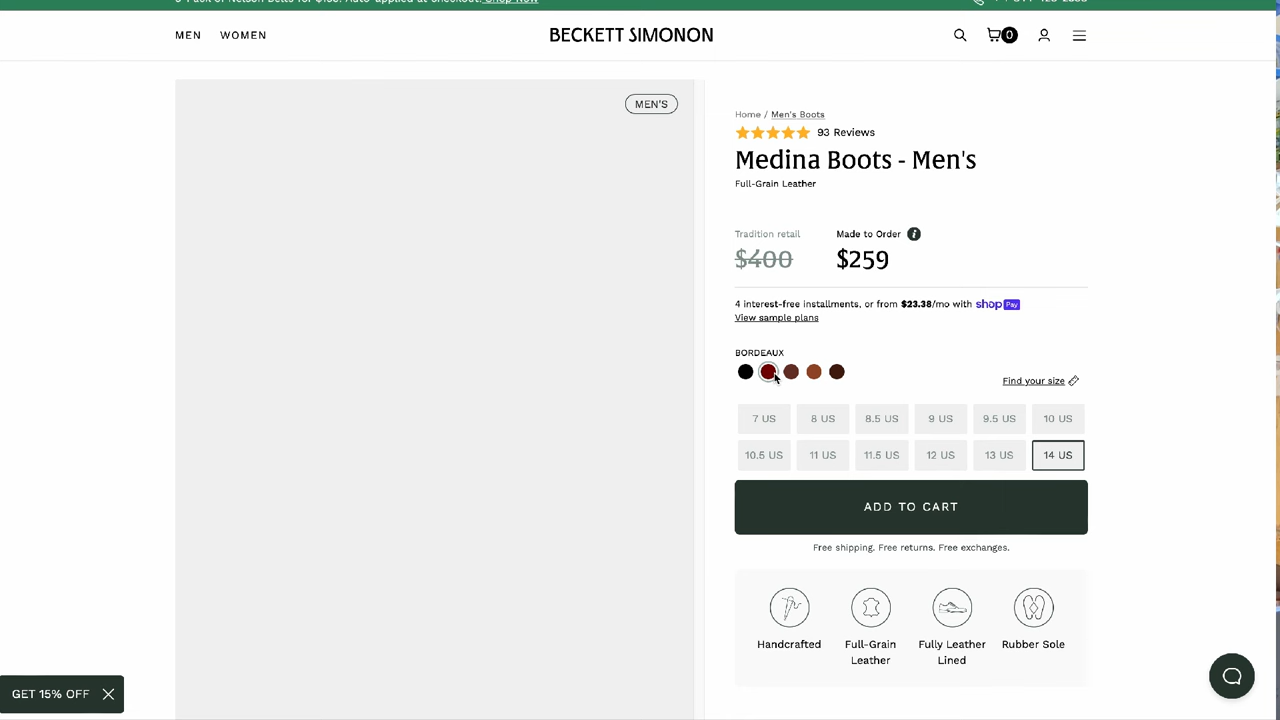 MEN WOMEN BECKETT SIMONON 0
MEN'S
Home / Men's Boots
93 Reviews
Medina Boots - Men's
Full-Grain Leather
Tradition retail Made to Order i
$400 $259
4 interest-free installments, or from $23.38/mo with shop Pay
View sample plans
BORDEAUX
Find your size
7 US 8 US 8.5 US 9 US 9.5 US 10 US
10.5 US 11 US 11.5 US 12 US 13 US 14 US
ADD TO CART
Free shipping. Free returns. Free exchanges.
Handcrafted Full-Grain Leather Fully Leather Lined Rubber Sole
GET 15% OFF